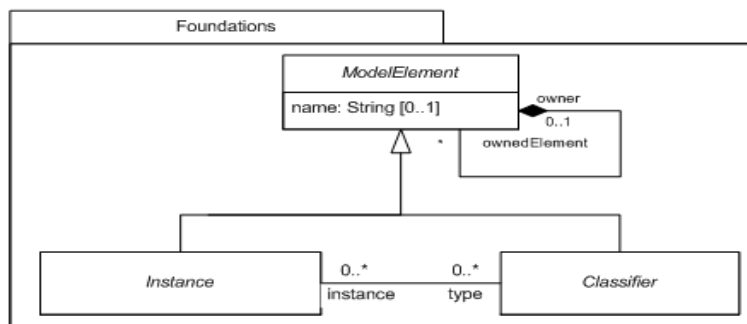 Foundations
ModelElement
name: String [0..1]
owner
0..1
*
ownedElement
Instance
0..*
instance
0..*
type
Classifier